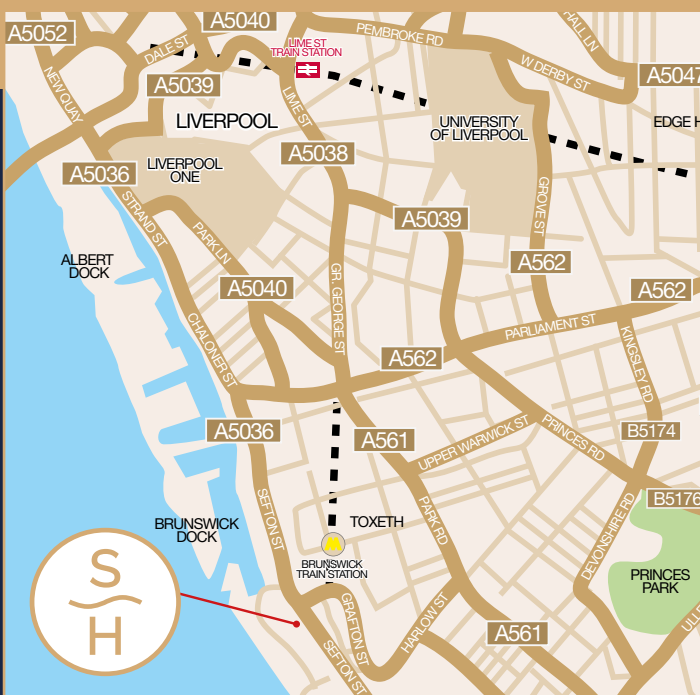 A5052
A5040
PEMBROKE RD
HALL LN
DALE ST
LIME ST
TRAIN STATION
W DERBY ST
A5047
NEW QUAY
A5039
LIME ST
LIVERPOOL
UNIVERSITY
OF LIVERPOOL
EDGE H
A5038
LIVERPOOL
ONE
A5036
STRAND ST
PARK LN
A5039
GROVE ST
ALBERT
DOCK
A562
A5040
GR. GEORGE ST
A562
CHALONER ST
PARLIAMENT ST
A562
KINGSLEY RD
A5036
A561
UPPER WARWICK ST
PRINCES RD
B5174
SEFTON ST
PARK RD
DEVONSHIRE RD
B5176
BRUNSWICK
DOCK
TOXETH
BRUNSWICK
TRAIN STATION
PRINCES
PARK
S
H
GRAFTON ST
HARLOW ST
A561
SEFTON ST
ULL